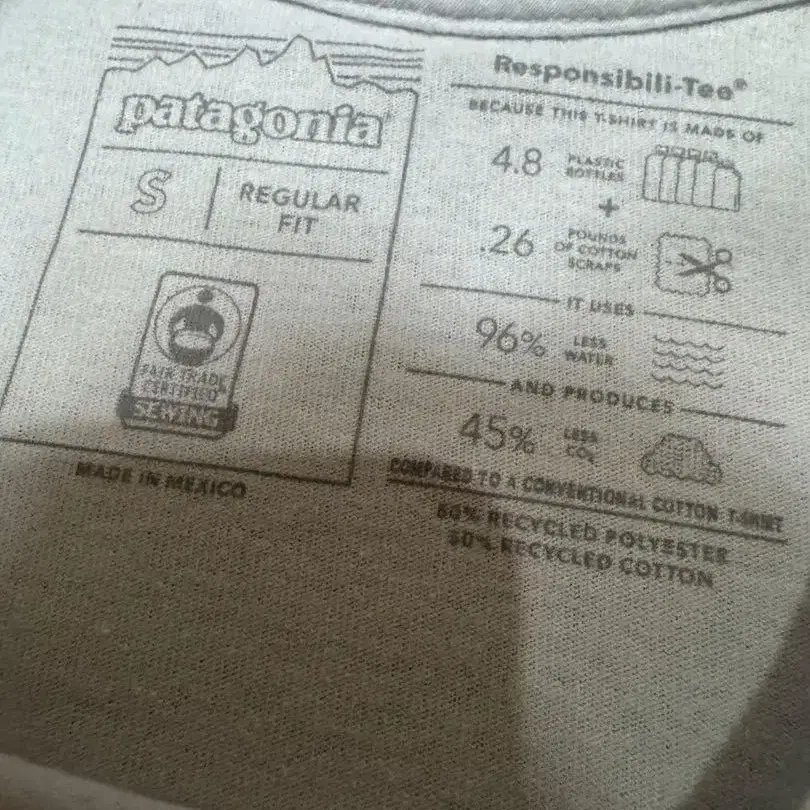 patagonia
S
REGULAR
FIT
FAIR TRADE
CERTIFIED
SEWING
MADE IN MEXICO
Responsibili-Tee®
BECAUSE THIS T-SHIRT IS MADE OF
4.8 PLASTIC
BOTTLES
+
.26 POUNDS
OF COTTON
SCRAPS
IT USES
96% LESS
WATER
AND PRODUCES
45% LESS
CO₂
COMPARED TO A CONVENTIONAL COTTON T-SHIRT
RECYCLED POLYESTER
RECYCLED COTTON